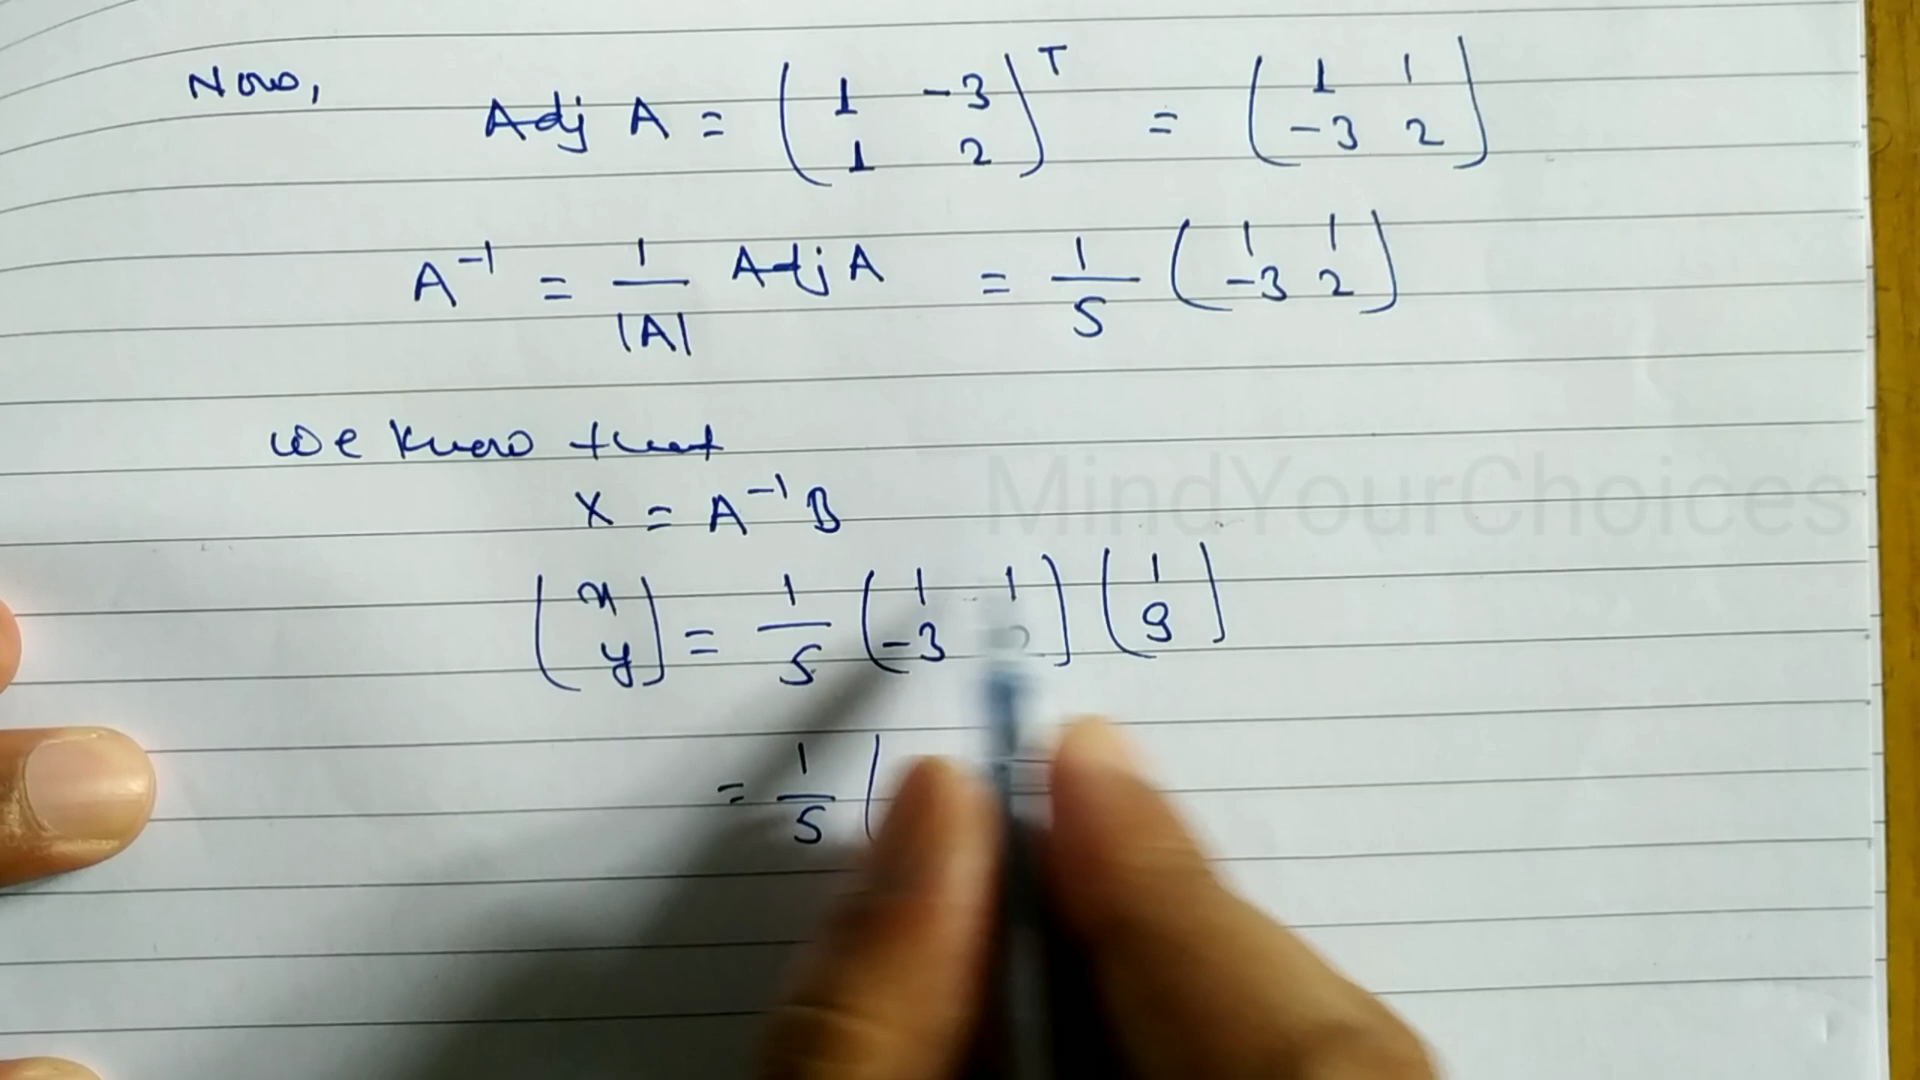 Now,
Adj A = ( 1 -3 1 2 )^T = ( 1 1 -3 2 )
A^-1 = 1/|A| Adj A = 1/5 ( 1 1 -3 2 )
We know that
MindYourChoices
X = A^-1 B
( x y ) = 1/5 ( 1 1 -3 2 ) ( 1 9 )
= 1/5 (